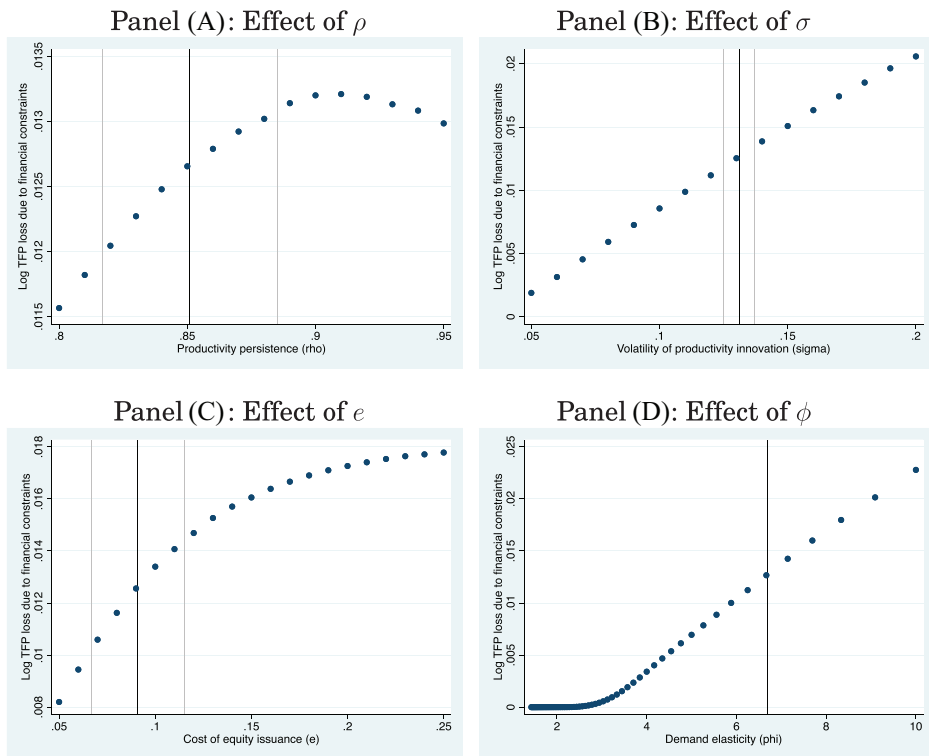 Panel (A): Effect of ρ
Log TFP loss due to financial constraints
.0115 .012 .0125 .013 .0135
.8 .85 .9 .95
Productivity persistence (rho)
Panel (B): Effect of σ
Log TFP loss due to financial constraints
0 .005 .01 .015 .02
.05 .1 .15 .2
Volatility of productivity innovation (sigma)
Panel (C): Effect of e
Log TFP loss due to financial constraints
.008 .01 .012 .014 .016 .018
.05 .1 .15 .2 .25
Cost of equity issuance (e)
Panel (D): Effect of ϕ
Log TFP loss due to financial constraints
0 .005 .01 .015 .02 .025
2 4 6 8 10
Demand elasticity (phi)